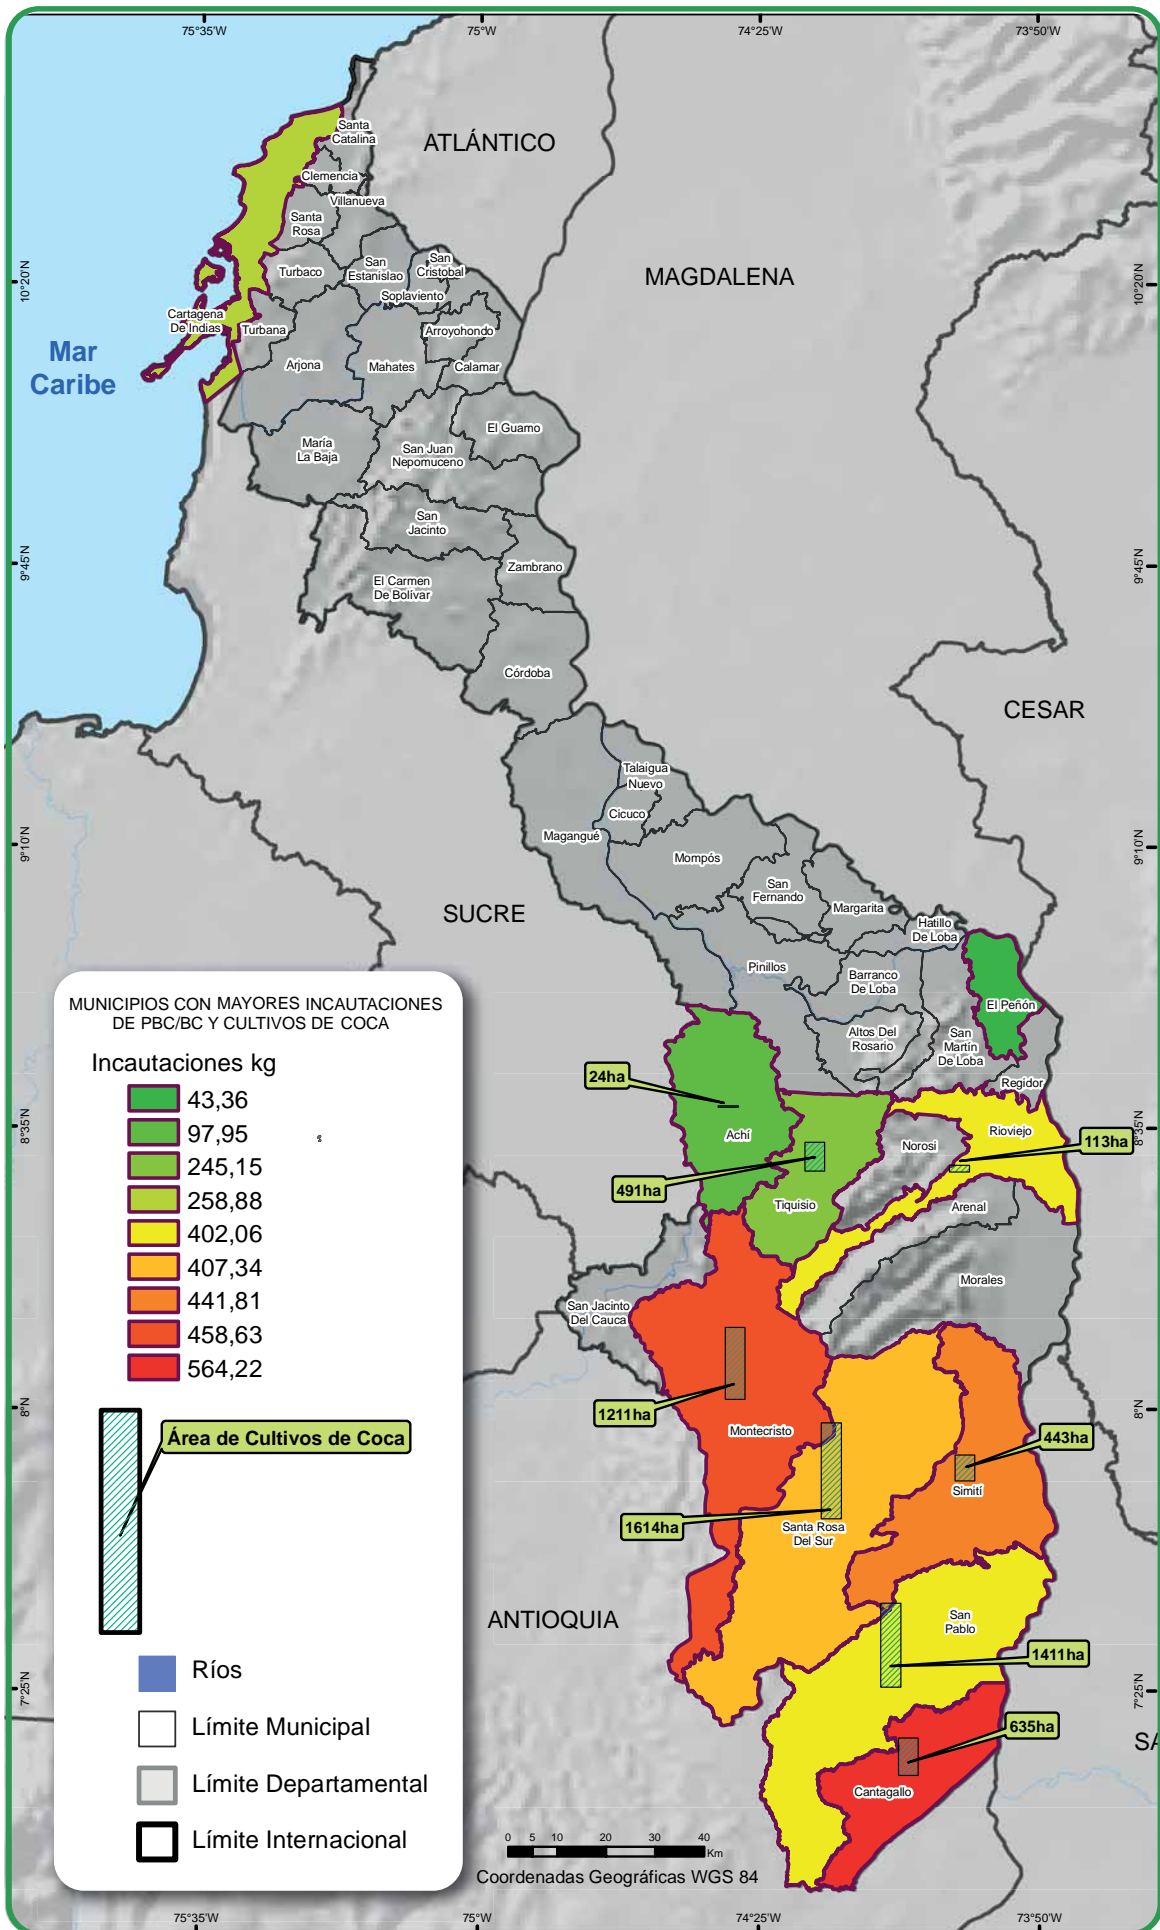 75°35'W
75°W
74°25'W
73°50'W
Santa
Catalina
ATLÁNTICO
Clemencia
Villanueva
Santa
Rosa
San
Cristobal
San
Estanislao
Turbaco
MAGDALENA
10°20'N
10°20'N
Soplaviento
Cartagena
De Indias
Turbana
Arroyohondo
Mar
Caribe
Arjona
Mahates
Calamar
El Guamo
María
La Baja
San Juan
Nepomuceno
San
Jacinto
9°45'N
9°45'N
Zambrano
El Carmen
De Bolívar
Córdoba
CESAR
Talaigua
Nuevo
Cicuco
Magangué
9°10'N
9°10'N
Mompós
San
Fernando
Margarita
SUCRE
Hatillo
De Loba
Pinillos
Barranco
De Loba
El Peñón
Altos Del
Rosario
San
Martín
De Loba
Regidor
24ha
8°35'N
8°35'N
Achí
Norosí
Rioviejo
113ha
491ha
Tiquisio
Arenal
Morales
San Jacinto
Del Cauca
1211ha
8°N
8°N
Montecristo
443ha
Simití
1614ha
Santa Rosa
Del Sur
ANTIOQUIA
San
Pablo
1411ha
7°25'N
7°25'N
635ha
SA
Cantagallo
MUNICIPIOS CON MAYORES INCAUTACIONES
DE PBC/BC Y CULTIVOS DE COCA
Incautaciones kg
43,36
97,95
245,15
258,88
402,06
407,34
441,81
458,63
564,22
Área de Cultivos de Coca
Ríos
Límite Municipal
Límite Departamental
Límite Internacional
0 5 10 20 30 40
Km
Coordenadas Geográficas WGS 84
75°35'W
75°W
74°25'W
73°50'W